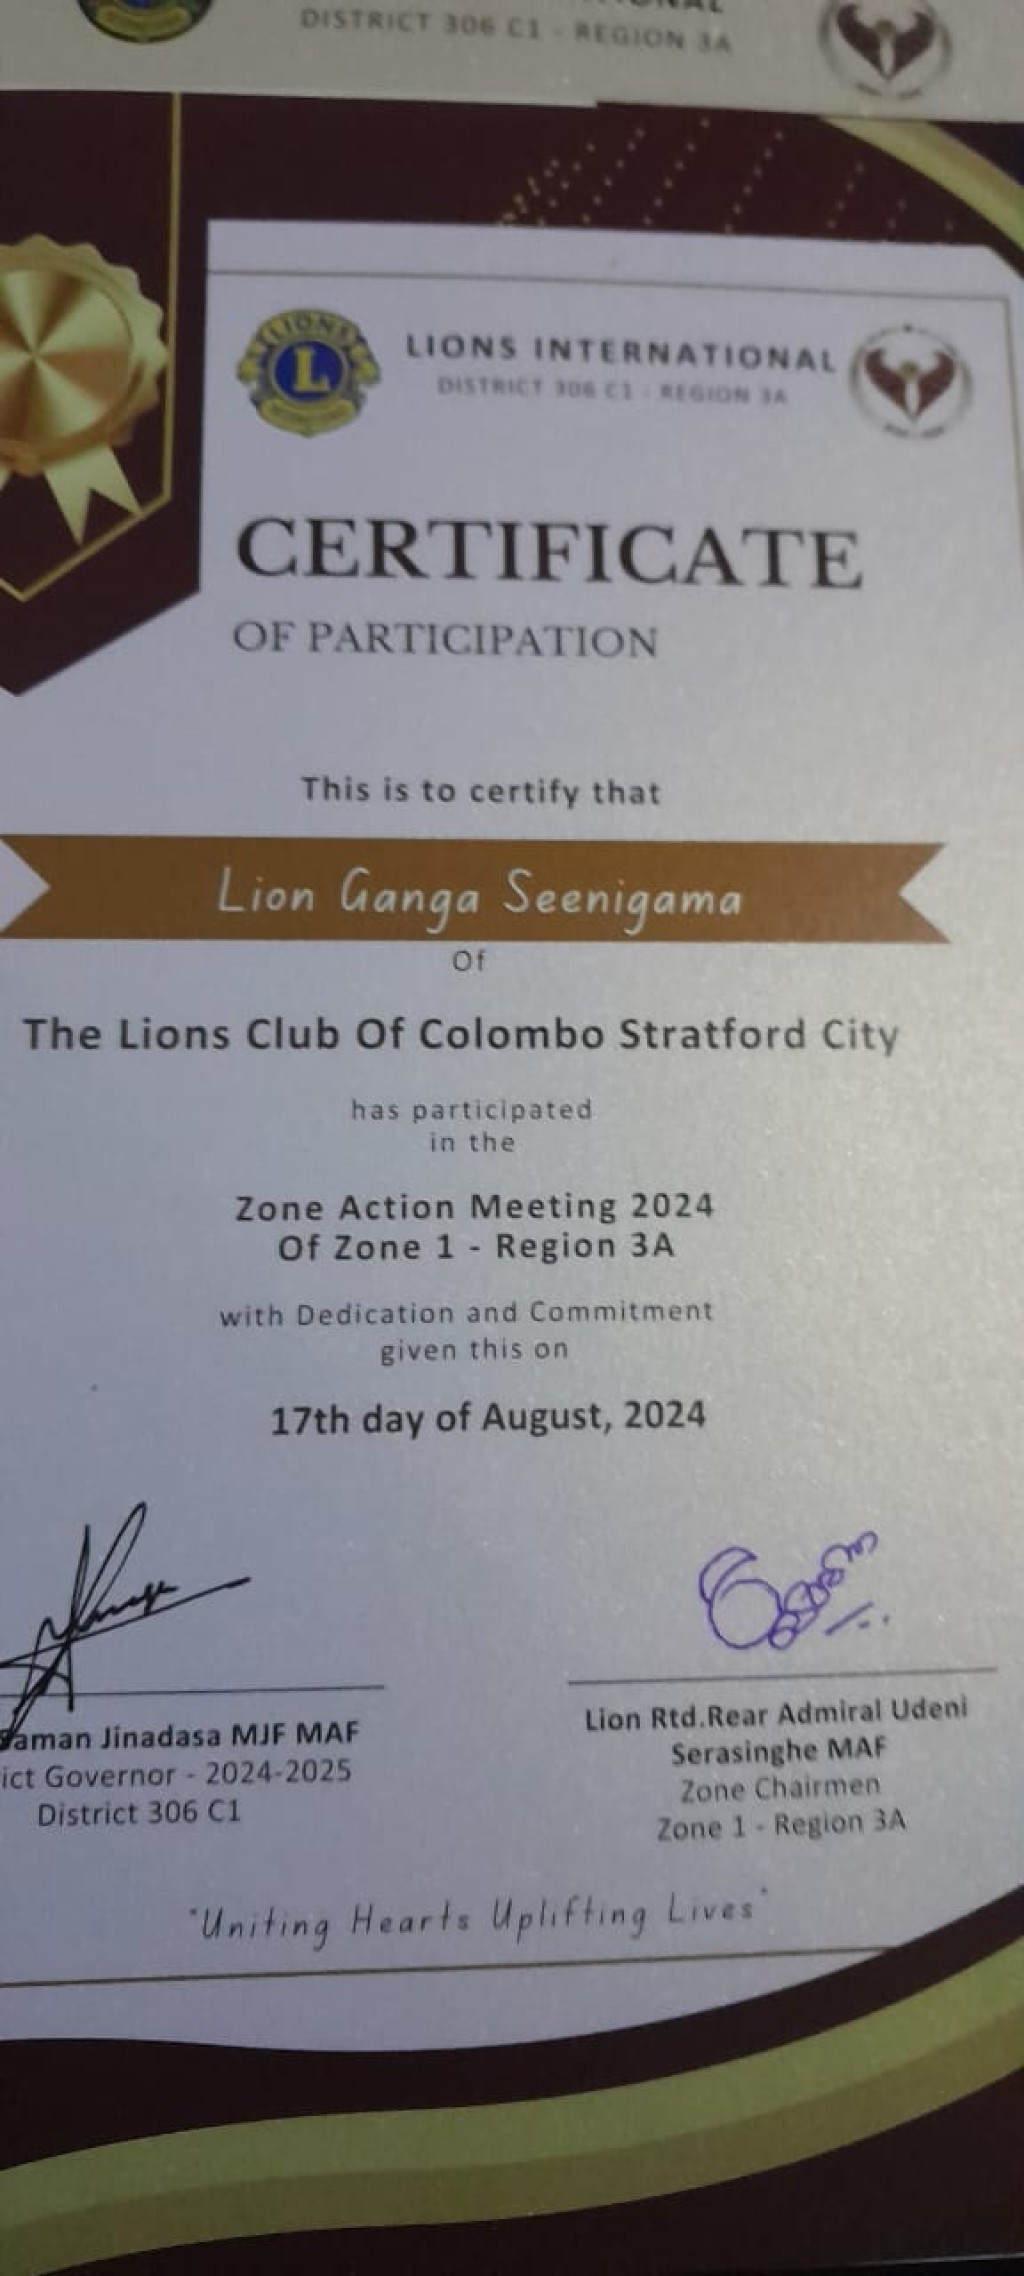 DISTRICT 306 C1 - REGION 3A
LIONS
L
LIONS INTERNATIONAL
DISTRICT 306 C1 - REGION 3A
CERTIFICATE
OF PARTICIPATION
This is to certify that
Lion Ganga Seenigama
Of
The Lions Club Of Colombo Stratford City
has participated
in the
Zone Action Meeting 2024
Of Zone 1 - Region 3A
with Dedication and Commitment
given this on
17th day of August, 2024
Saman Jinadasa MJF MAF
ict Governor - 2024-2025
District 306 C1
Lion Rtd.Rear Admiral Udeni
Serasinghe MAF
Zone Chairmen
Zone 1 - Region 3A
"Uniting Hearts Uplifting Lives"